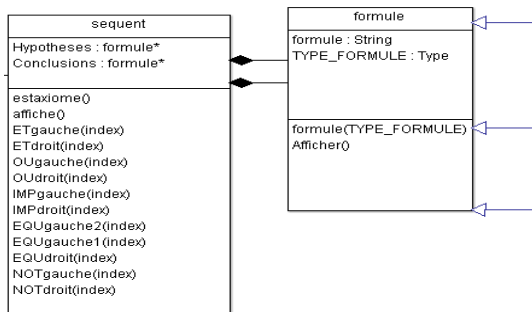 sequent
Hypotheses : formule*
Conclusions : formule*
estaxiome()
affiche()
ETgauche(index)
ETdroit(index)
OUgauche(index)
OUdroit(index)
IMPgauche(index)
IMPdroit(index)
EQUgauche2(index)
EQUgauche1(index)
EQUdroit(index)
NOTgauche(index)
NOTdroit(index)
formule
formule : String
TYPE_FORMULE : Type
formule(TYPE_FORMULE)
Afficher()